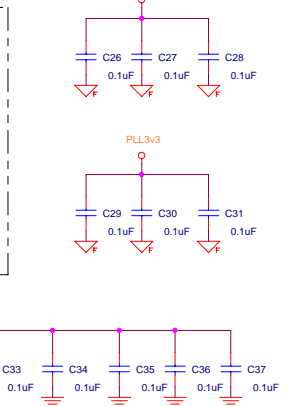 C26 C27 C28
0.1uF 0.1uF 0.1uF
F F F
PLL3v3
C29 C30 C31
0.1uF 0.1uF 0.1uF
F F F
C33 C34 C35 C36 C37
0.1uF 0.1uF 0.1uF 0.1uF 0.1uF